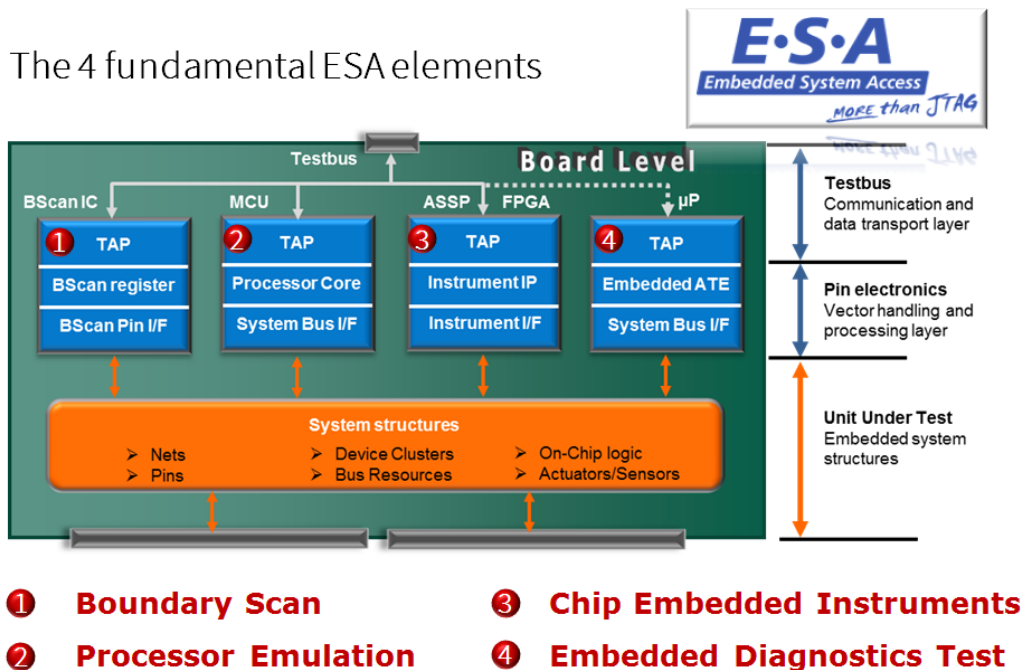 The 4 fundamental ESA elements
E·S·A
Embedded System Access
MORE than JTAG
Board Level
Testbus
BScan IC
MCU
ASSP
FPGA
µP
1
TAP
BScan register
BScan Pin I/F
2
TAP
Processor Core
System Bus I/F
3
TAP
Instrument IP
Instrument I/F
4
TAP
Embedded ATE
System Bus I/F
Testbus
Communication and
data transport layer
Pin electronics
Vector handling and
processing layer
Unit Under Test
Embedded system
structures
System structures
➢ Nets
➢ Pins
➢ Device Clusters
➢ Bus Resources
➢ On-Chip logic
➢ Actuators/Sensors
1 Boundary Scan
2 Processor Emulation
3 Chip Embedded Instruments
4 Embedded Diagnostics Test